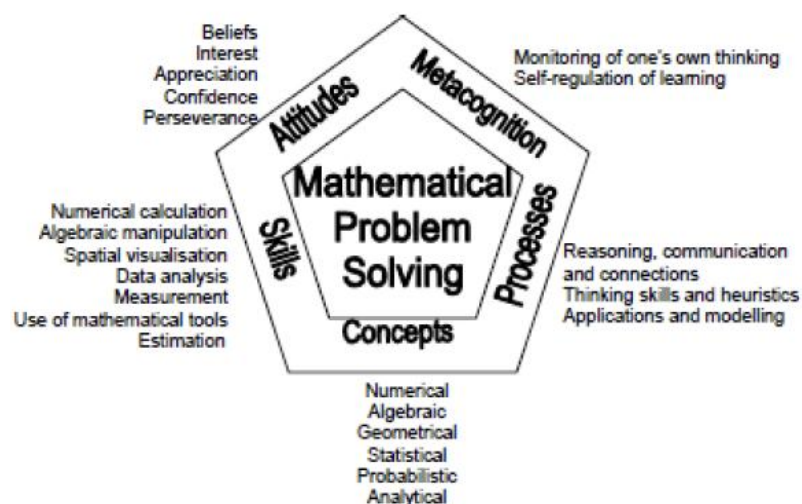 Beliefs
Interest
Appreciation
Confidence
Perseverance
Attitudes
Metacognition
Monitoring of one's own thinking
Self-regulation of learning
Mathematical
Problem
Solving
Numerical calculation
Algebraic manipulation
Spatial visualisation
Data analysis
Measurement
Use of mathematical tools
Estimation
Skills
Processes
Reasoning, communication
and connections
Thinking skills and heuristics
Applications and modelling
Concepts
Numerical
Algebraic
Geometrical
Statistical
Probabilistic
Analytical